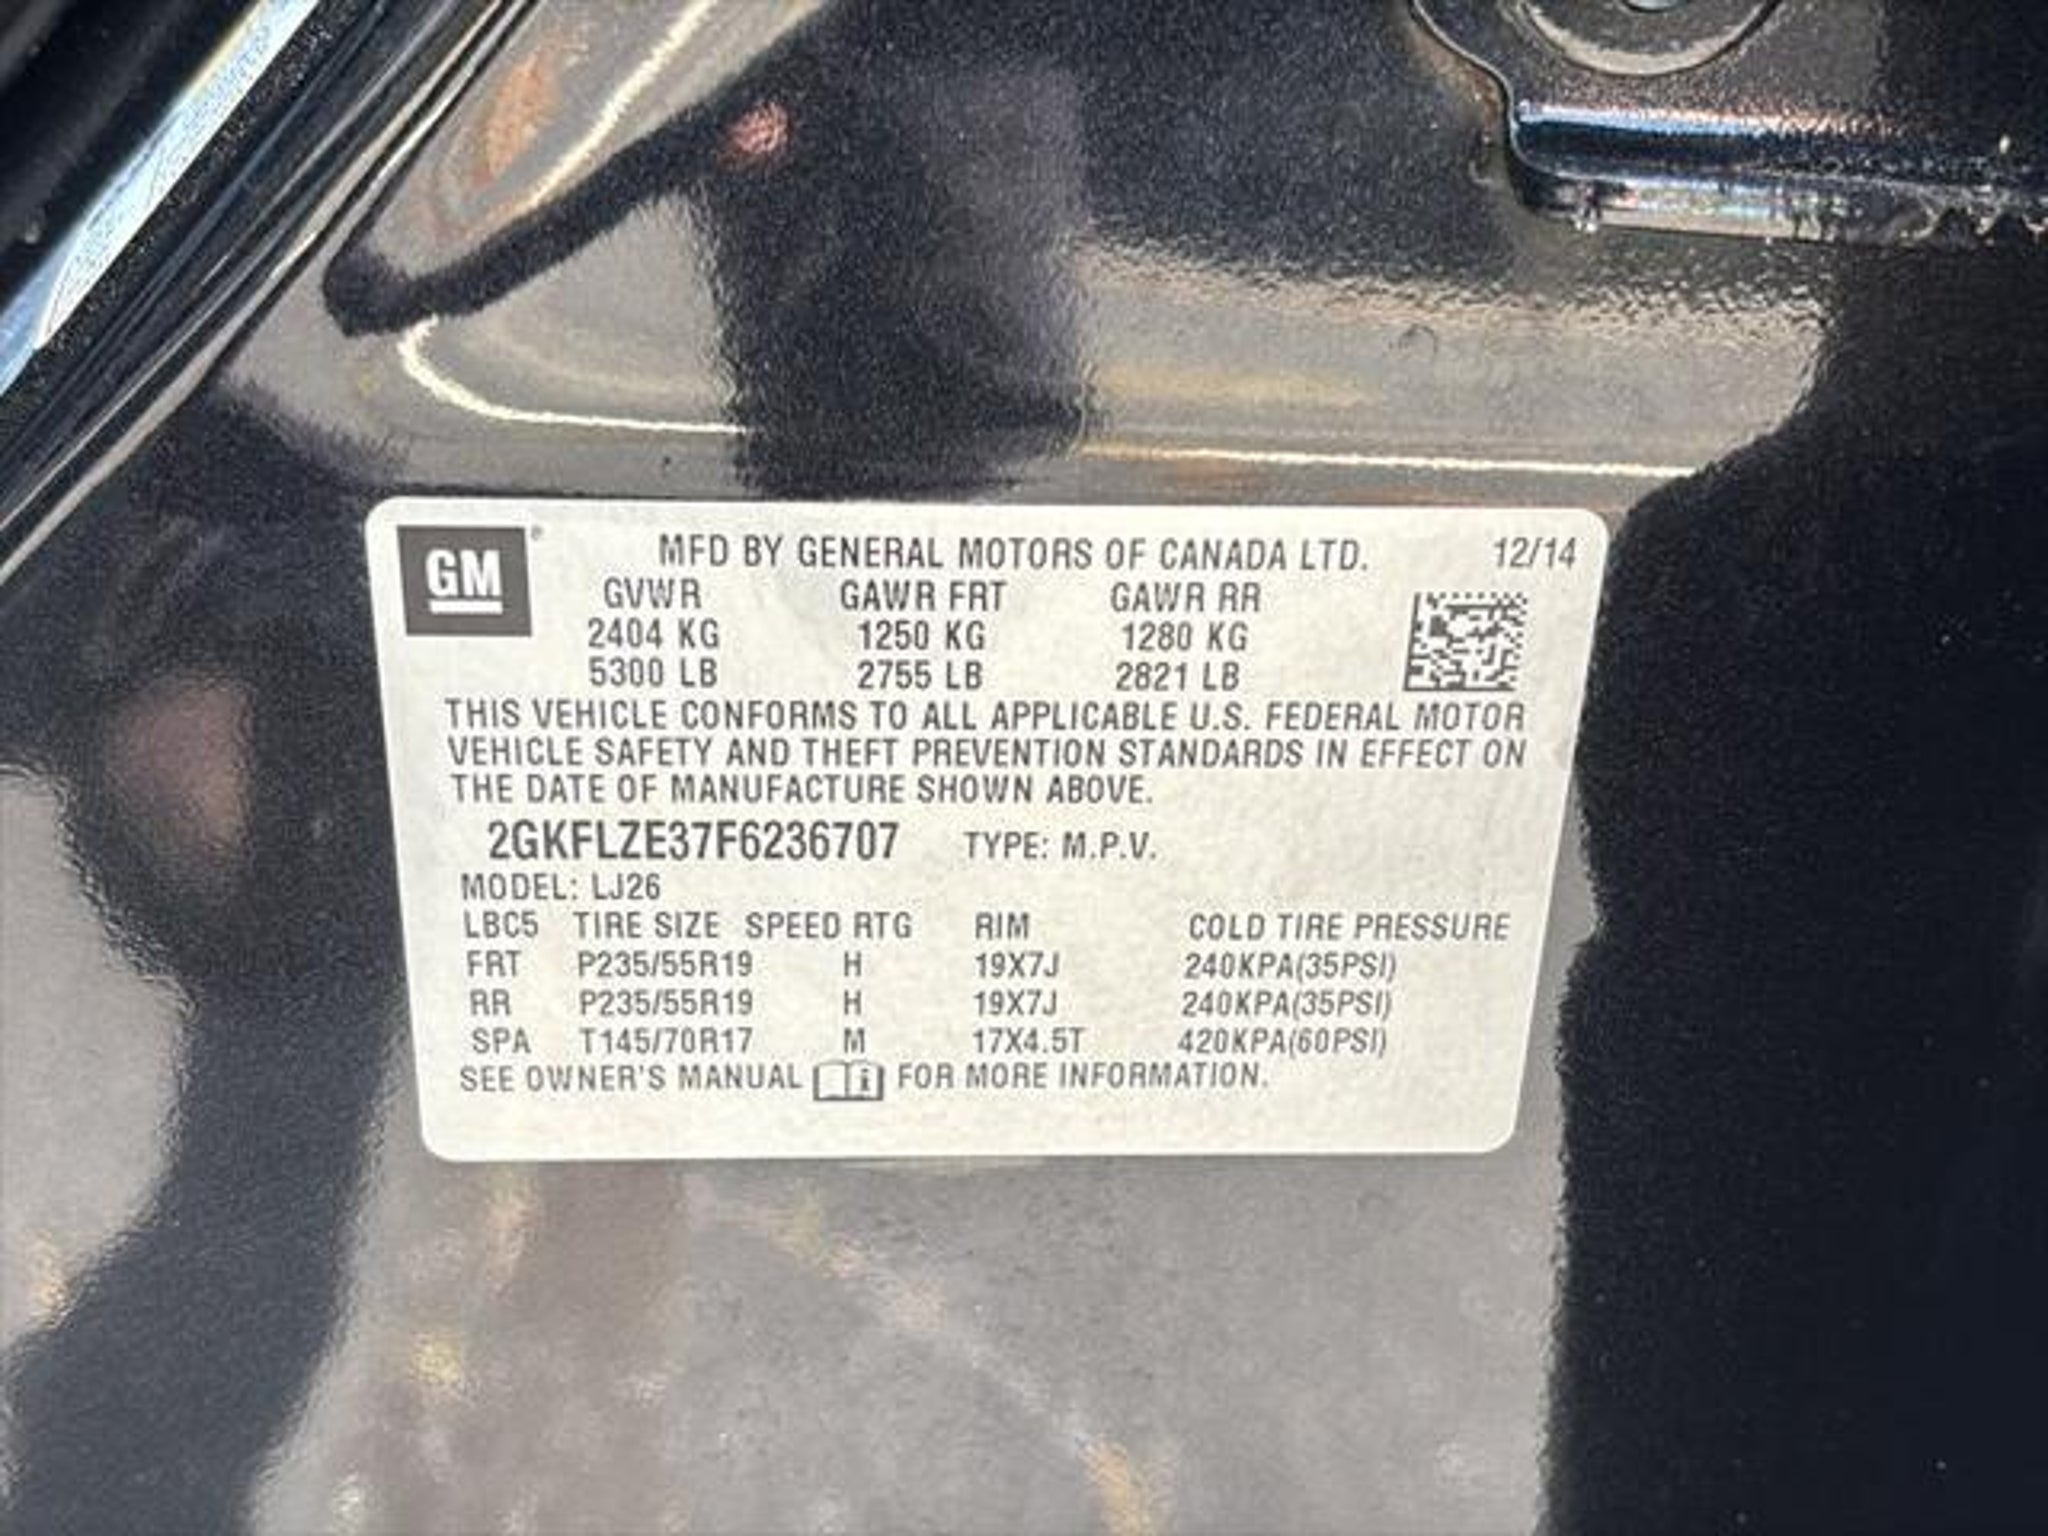 GM
MFD BY GENERAL MOTORS OF CANADA LTD. 12/14
GVWR GAWR FRT GAWR RR
2404 KG 1250 KG 1280 KG
5300 LB 2755 LB 2821 LB
THIS VEHICLE CONFORMS TO ALL APPLICABLE U.S. FEDERAL MOTOR
VEHICLE SAFETY AND THEFT PREVENTION STANDARDS IN EFFECT ON
THE DATE OF MANUFACTURE SHOWN ABOVE.
2GKFLZE37F6236707 TYPE: M.P.V.
MODEL: LJ26
LBC5 TIRE SIZE SPEED RTG RIM COLD TIRE PRESSURE
FRT P235/55R19 H 19X7J 240KPA(35PSI)
RR P235/55R19 H 19X7J 240KPA(35PSI)
SPA T145/70R17 M 17X4.5T 420KPA(60PSI)
SEE OWNER'S MANUAL FOR MORE INFORMATION.